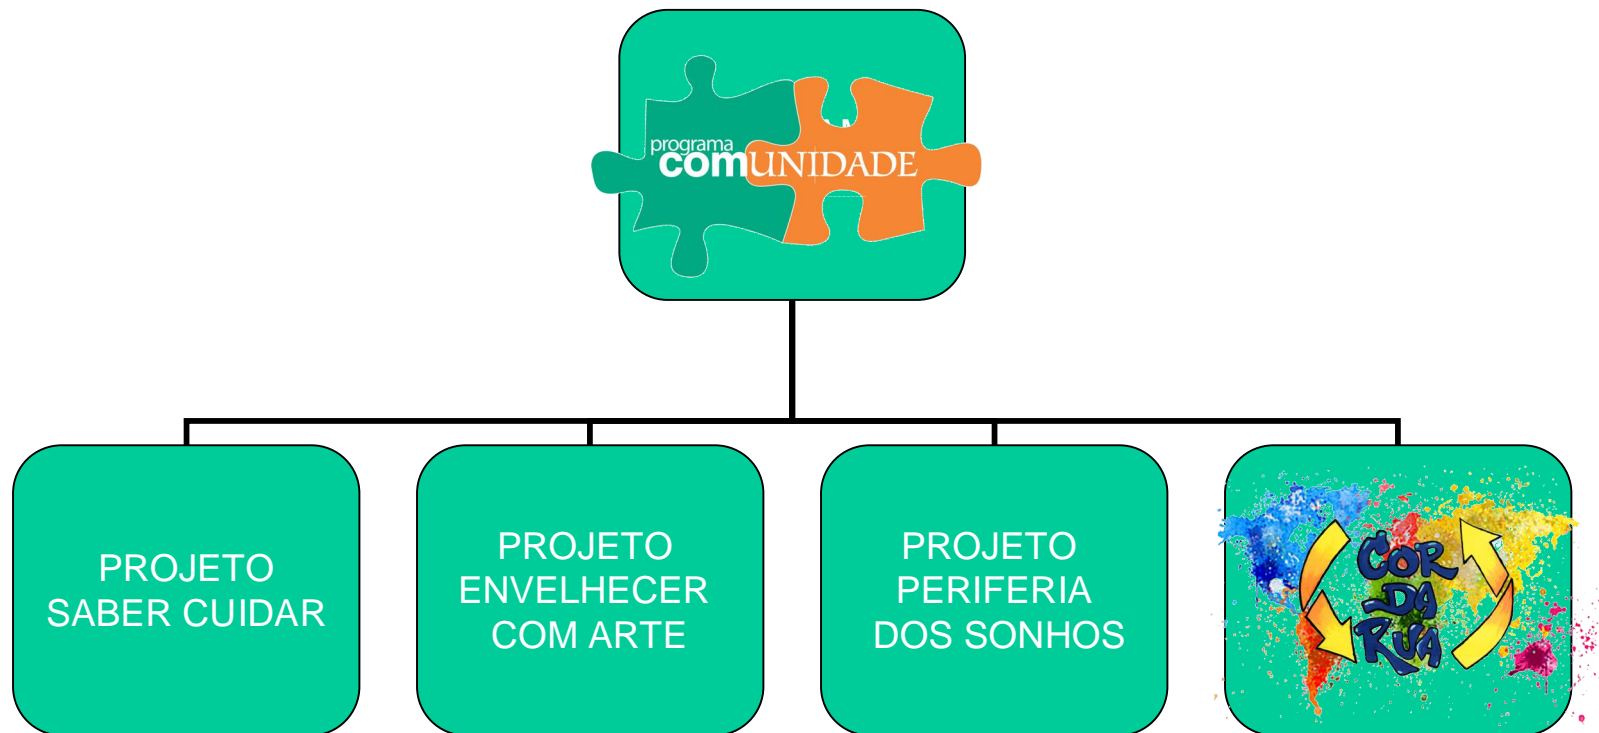 programa
comUNIDADE
PROJETO
SABER CUIDAR
PROJETO
ENVELHECER
COM ARTE
PROJETO
PERIFERIA
DOS SONHOS
COR
DA
RUA